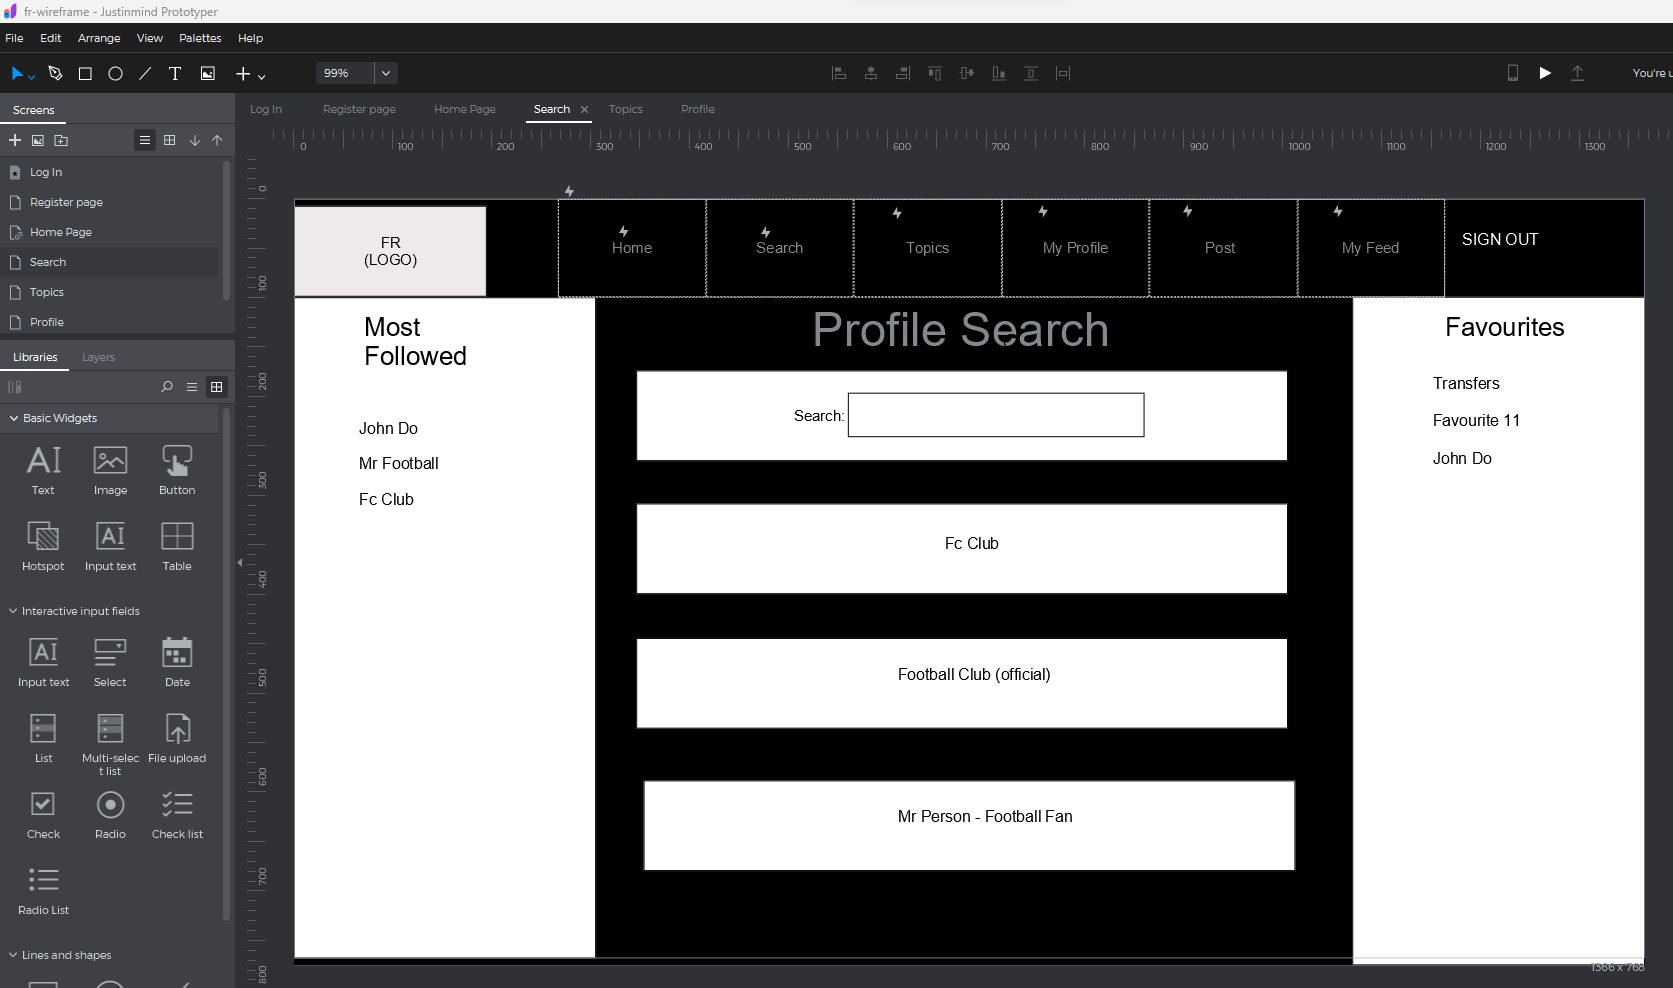 fr-wireframe - Justinmind Prototyper
File Edit Arrange View Palettes Help
99%
You're u
Screens
Log In Register page Home Page Search Topics Profile
0 100 200 300 400 500 600 700 800 900 1000 1100 1200 1300
Log In
Register page
Home Page
Search
Topics
Profile
Libraries Layers
Basic Widgets
Text Image Button
Hotspot Input text Table
Interactive input fields
Input text Select Date
List Multi-selec
t list File upload
Check Radio Check list
Radio List
Lines and shapes
0
100
200
300
400
500
600
700
800
FR
(LOGO)
Home Search Topics My Profile Post My Feed SIGN OUT
Most
Followed
John Do
Mr Football
Fc Club
Profile Search
Search:
Fc Club
Football Club (official)
Mr Person - Football Fan
Favourites
Transfers
Favourite 11
John Do
1366 x 768